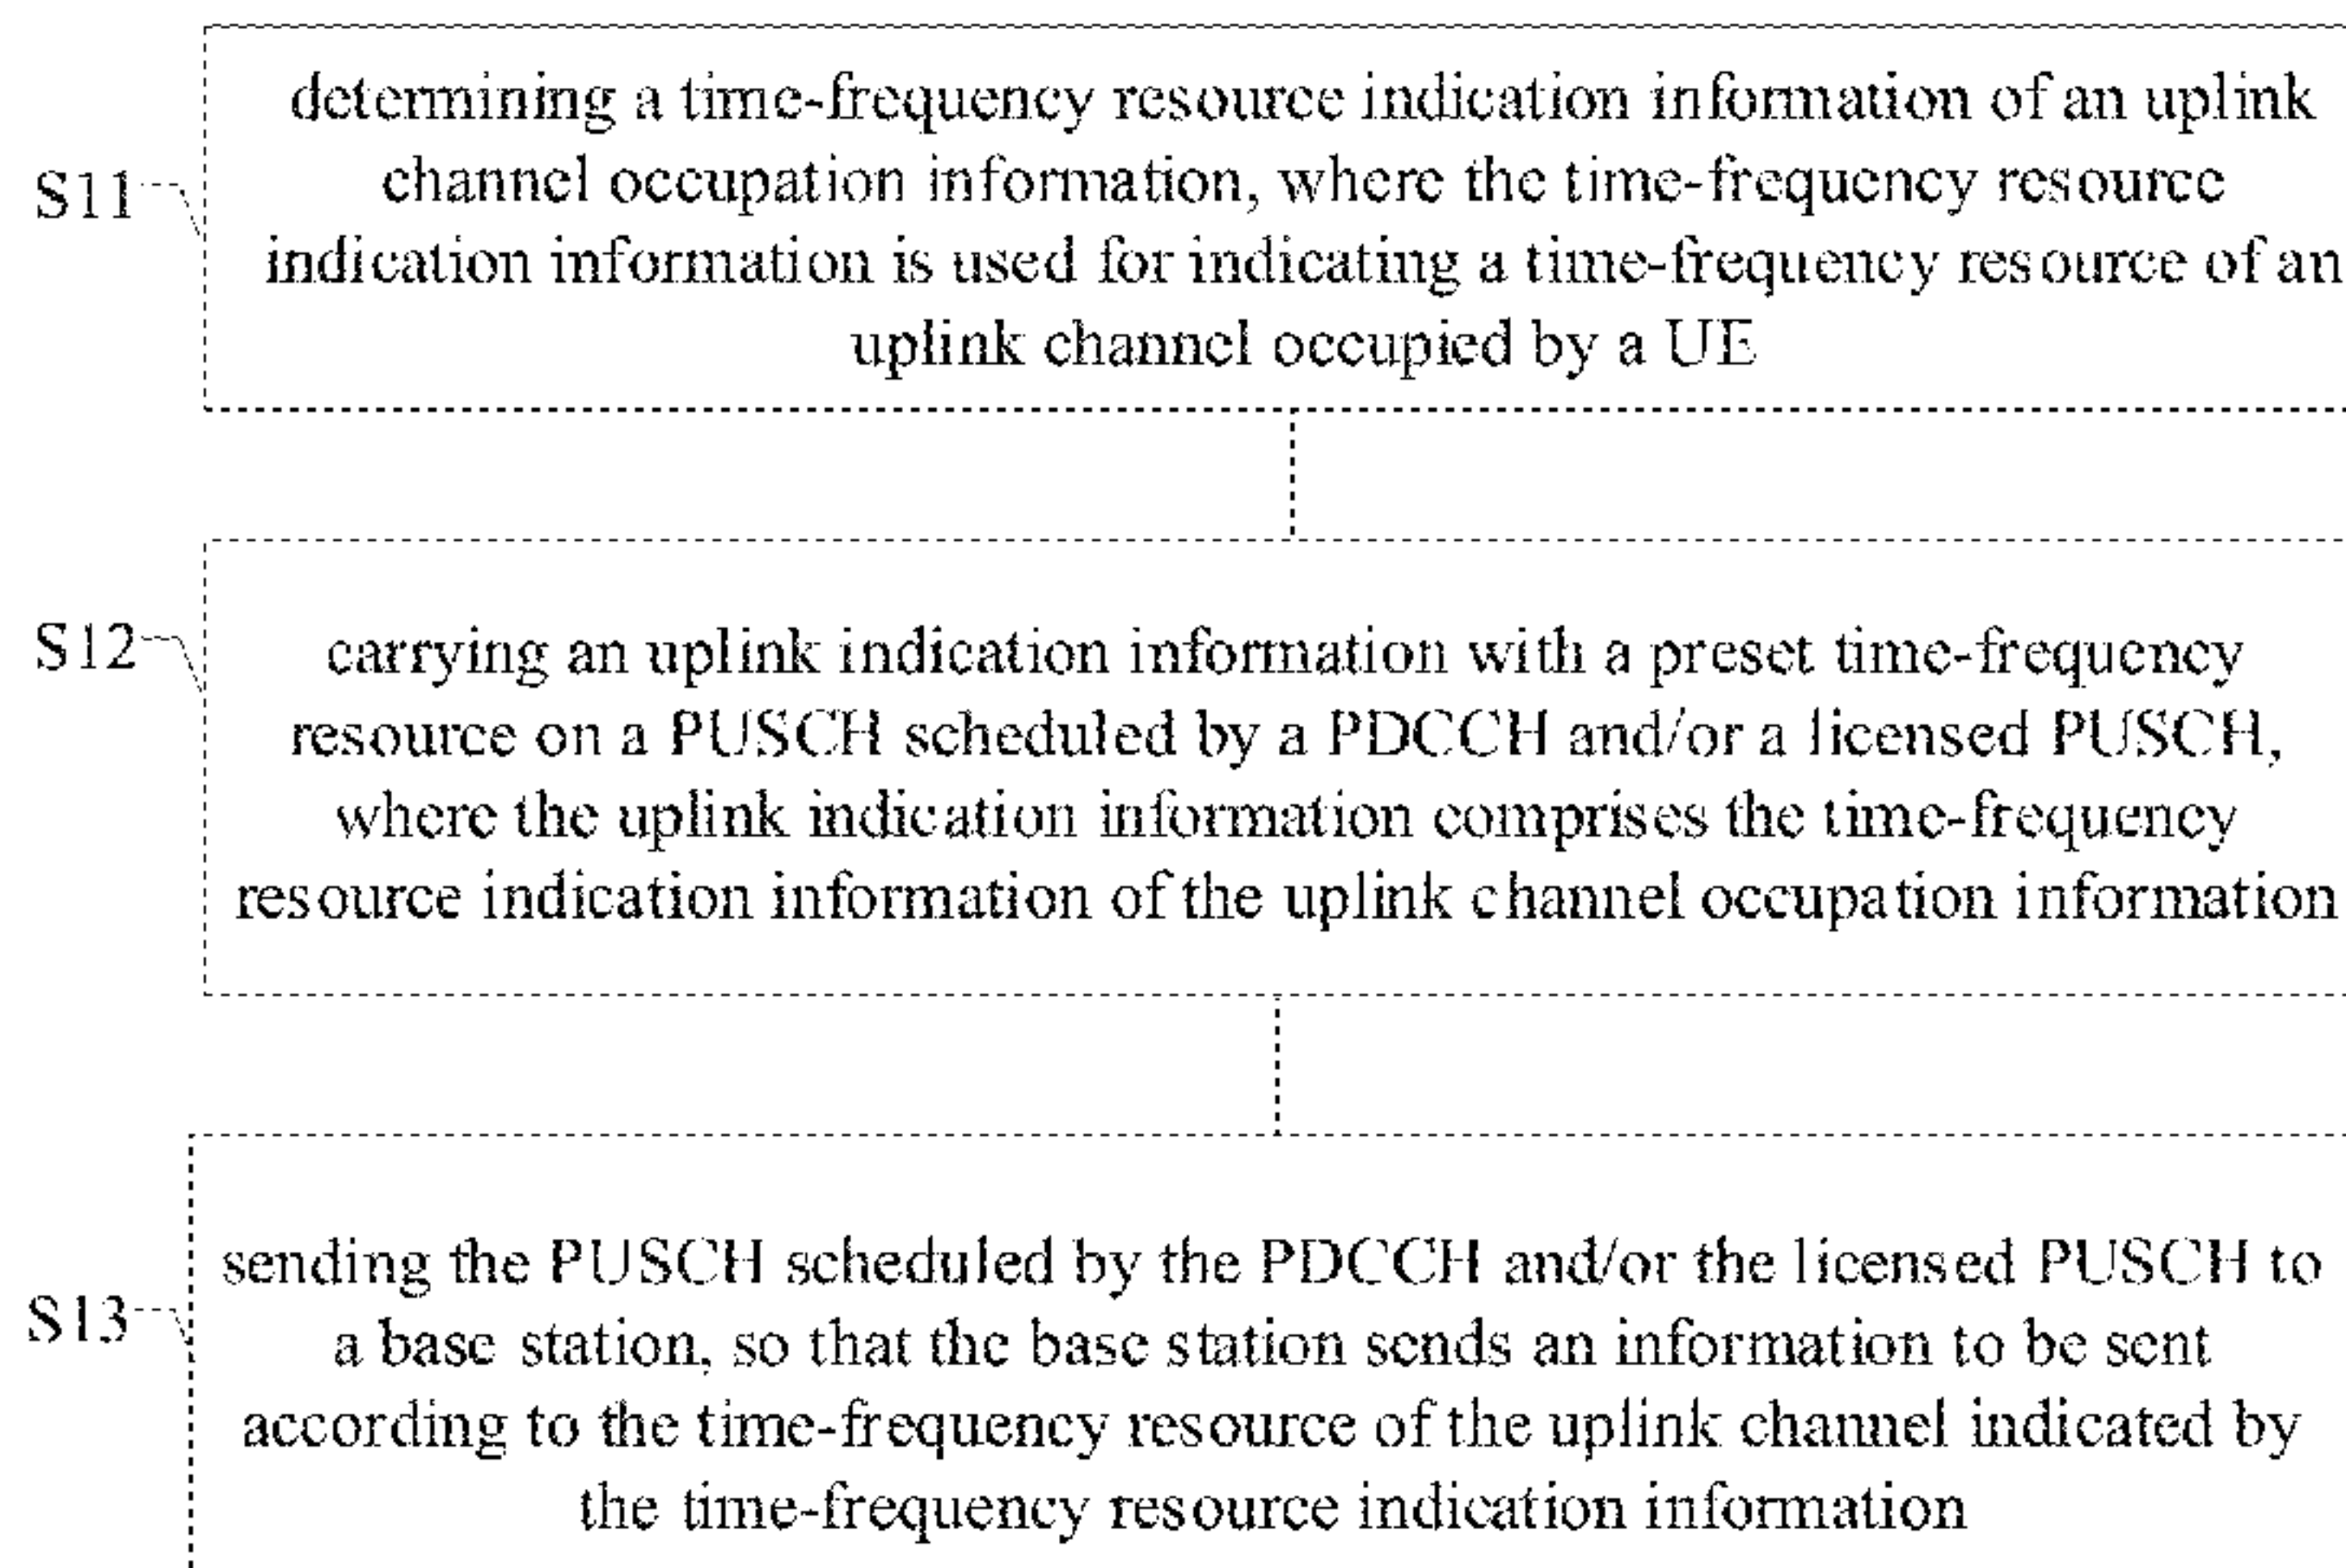 determining a time-frequency resource indication information of an uplink
channel occupation information, where the time-frequency resource
S11
indication information is used for indicating a time-frequency resource of an
uplink channel occupied by a UE
S12
carrying an uplink indication information with a preset time-frequency
resource on a PUSCH scheduled by a PDCCH and/or a licensed PUSCH,
where the uplink indication information comprises the time-frequency
resource indication information of the uplink channel occupation information
sending the PUSCH scheduled by the PDCCH and/or the licensed PUSCH to
S13
a base station, so that the base station sends an information to be sent
according to the time-frequency resource of the uplink channel indicated by
the time-frequency resource indication information